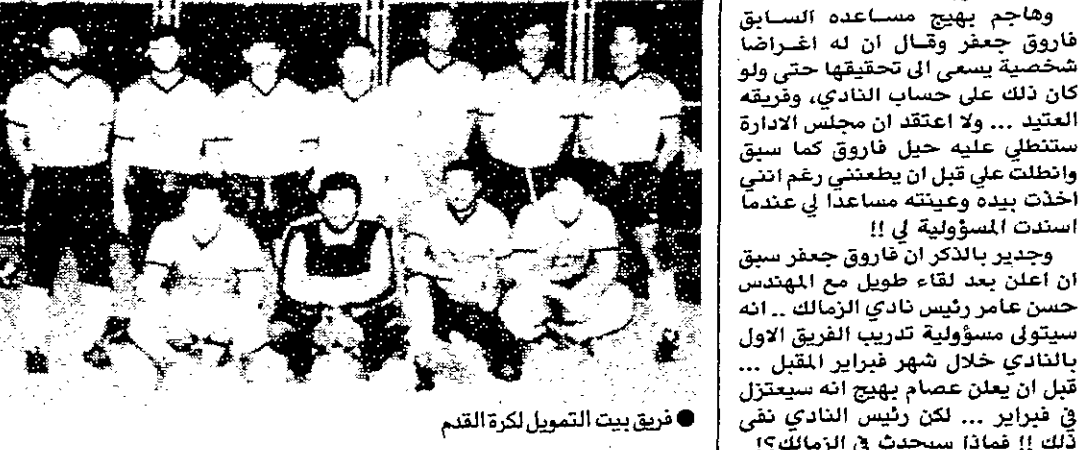 وهاجم بهيج مساعده السابق
فاروق جعفر وقال ان له اغراضا
شخصية يسعى الى تحقيقها حتى ولو
كان ذلك على حساب النادي، وفريقه
العتيد ... ولا اعتقد ان مجلس الادارة
ستنطلي عليه حيل فاروق كما سبق
وانطلت علي قبل ان يطعنني رغم انني
اخذت بيده وعينته مساعدا لي عندما
اسندت المسؤولية لي !!
وجدير بالذكر ان فاروق جعفر سبق
ان اعلن بعد لقاء طويل مع المهندس
حسن عامر رئيس نادي الزمالك .. انه
سيتولى مسؤولية تدريب الفريق الاول
بالنادي خلال شهر فبراير المقبل ...
قبل ان يعلن عصام بهيج انه سيعتزل
في فبراير ... لكن رئيس النادي نفى
ذلك !! فماذا سيحدث في الزمالك؟!
● فريق بيت التمويل لكرة القدم